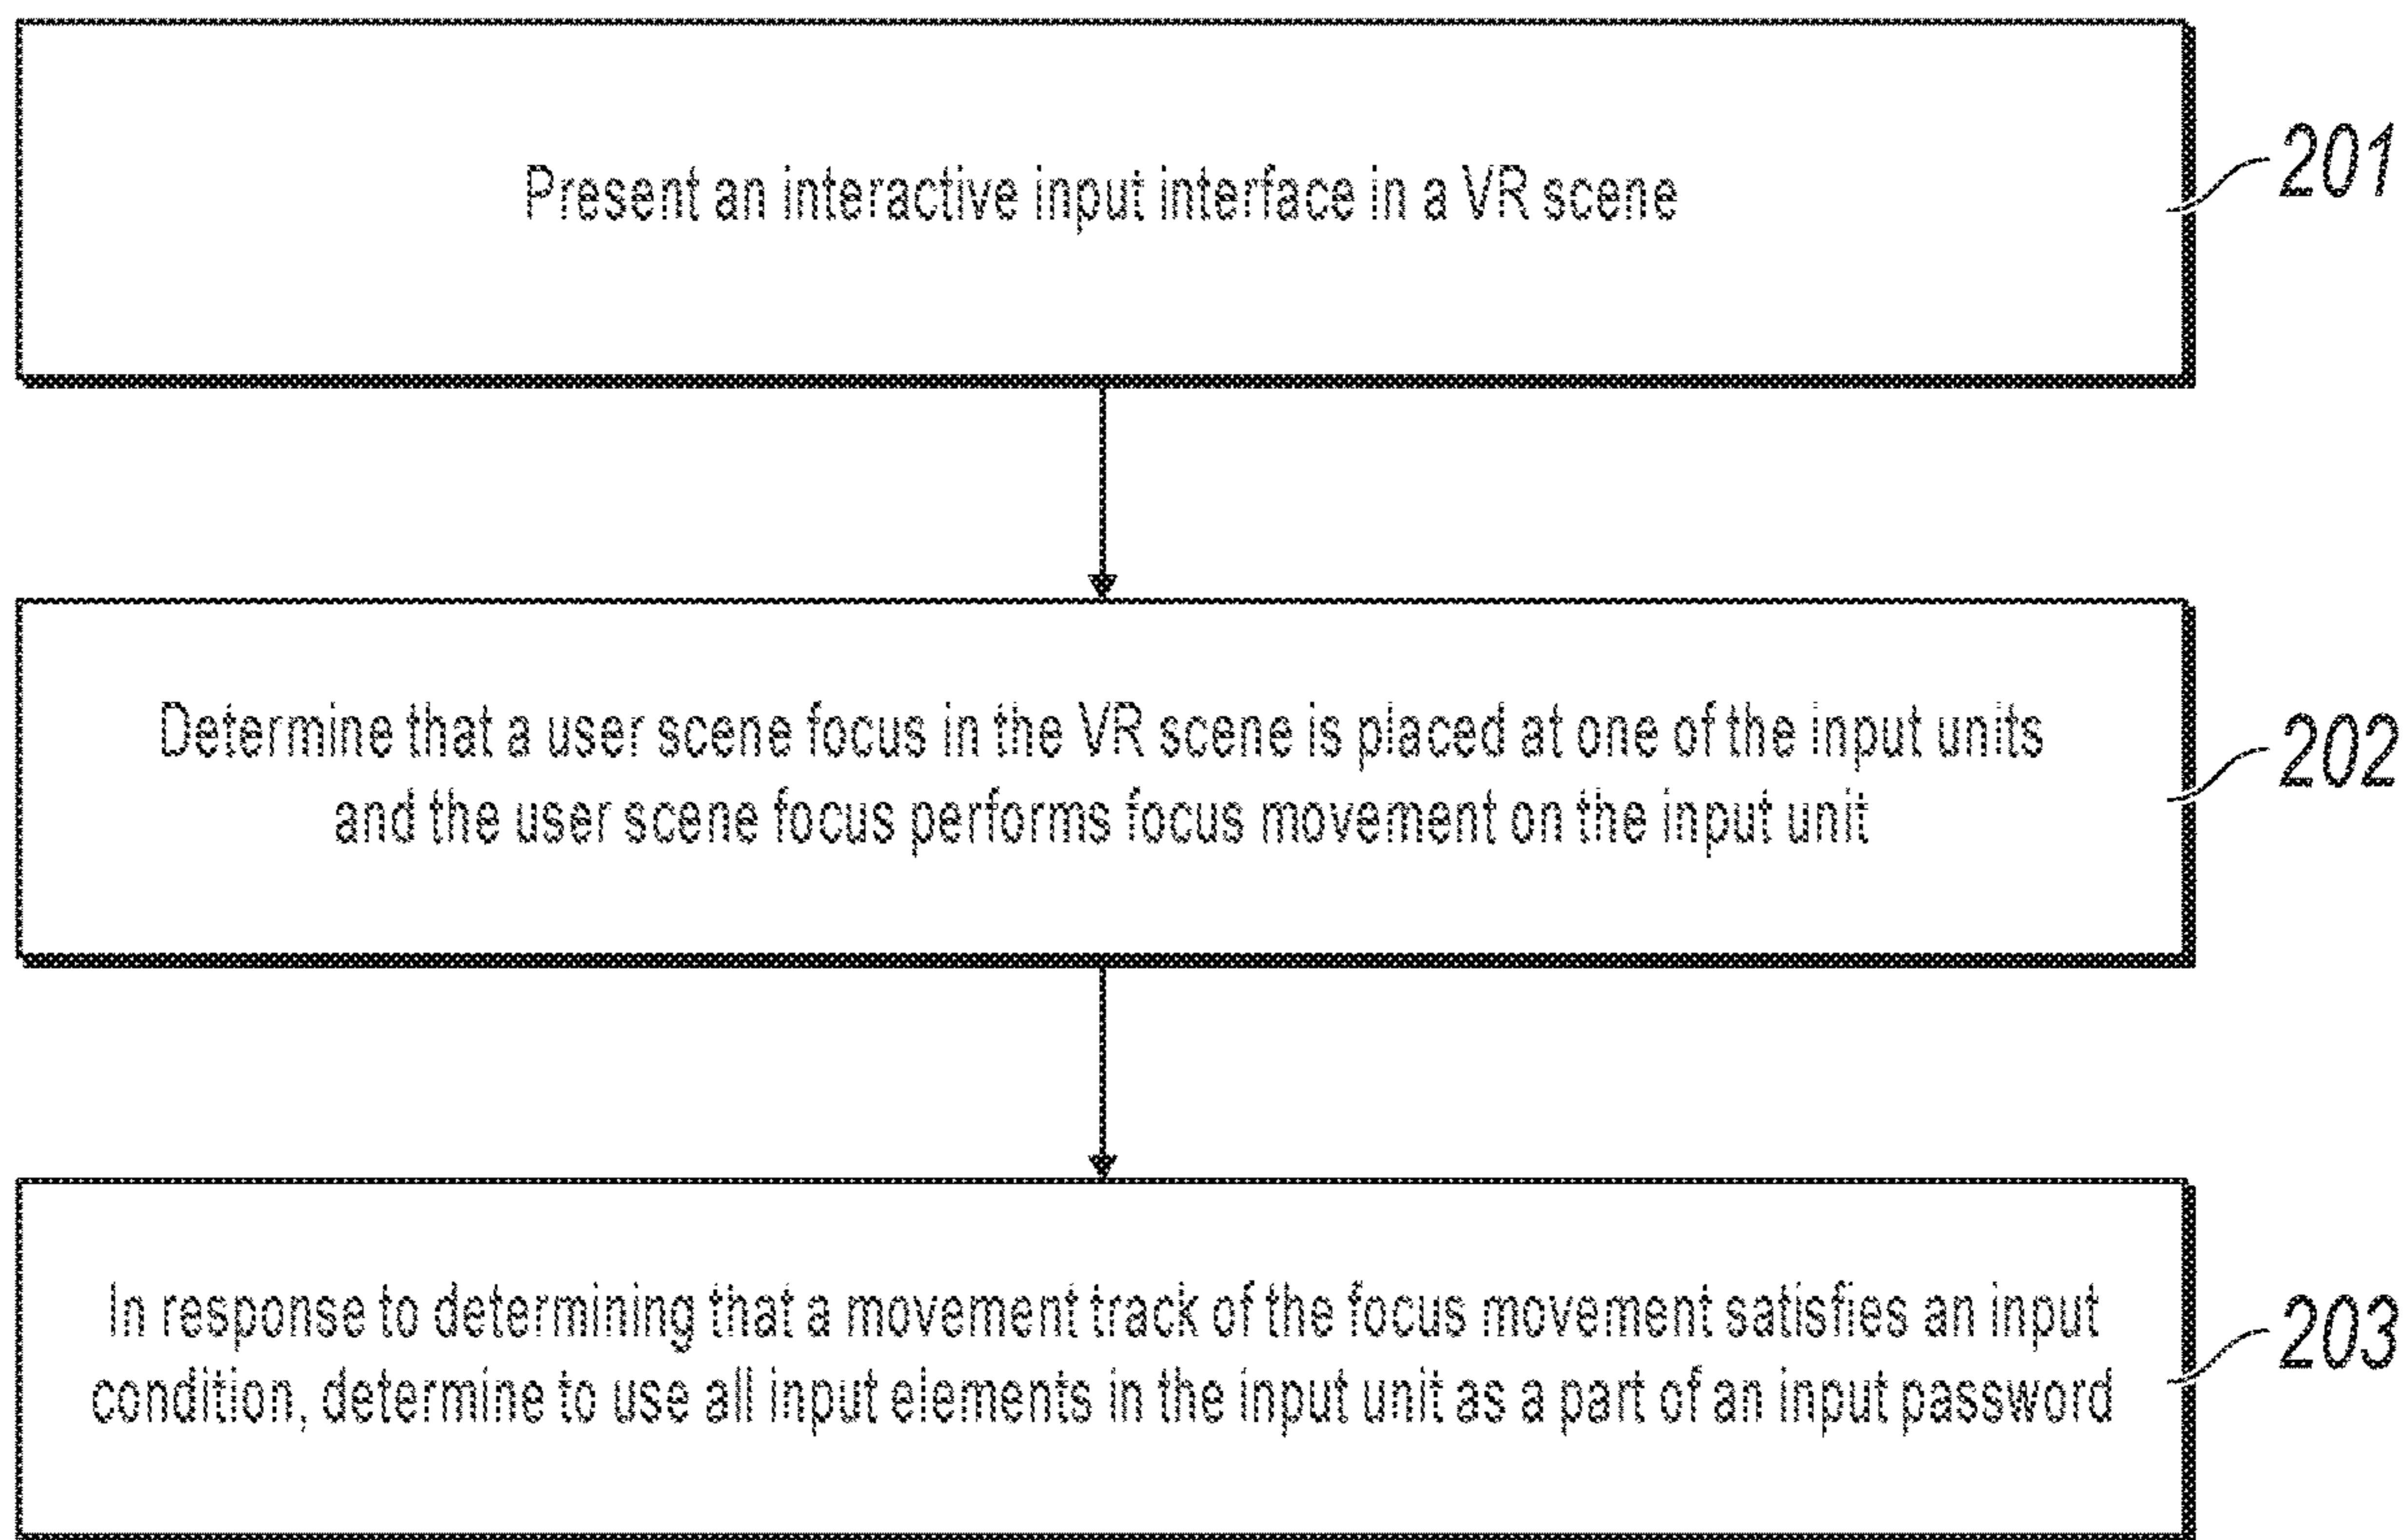 Present an interactive input interface in a VR scene
201
Determine that a user scene focus in the VR scene is placed at one of the input units
and the user scene focus performs focus movement on the input unit
202
In response to determining that a movement track of the focus movement satisfies an input
condition, determine to use all input elements in the input unit as a part of an input password
203